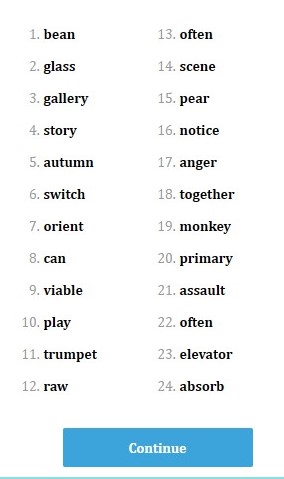 1. bean
2. glass
3. gallery
4. story
5. autumn
6. switch
7. orient
8. can
9. viable
10. play
11. trumpet
12. raw
13. often
14. scene
15. pear
16. notice
17. anger
18. together
19. monkey
20. primary
21. assault
22. often
23. elevator
24. absorb
Continue